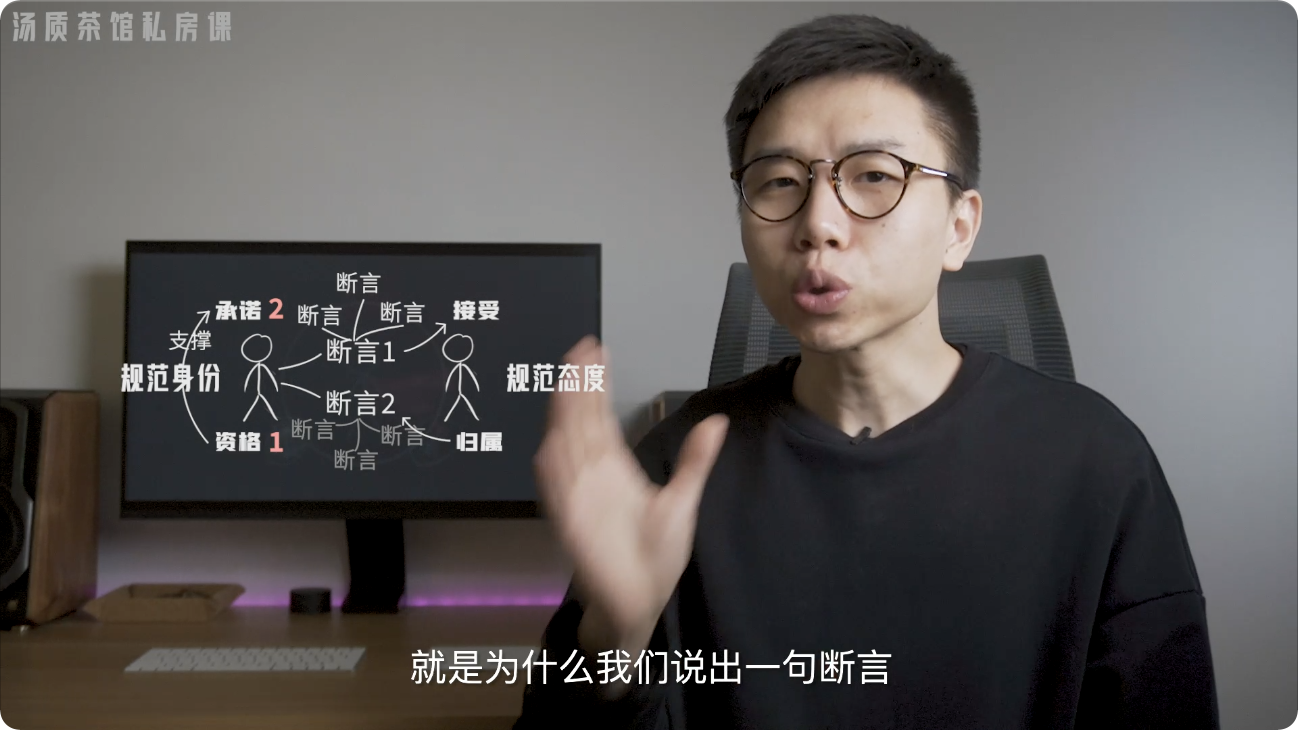 汤质茶馆私房课
断言
承诺 2
断言
断言
接受
支撑
断言1
规范身份
规范态度
断言2
断言
断言
资格 1
归属
断言
就是为什么我们说出一句断言